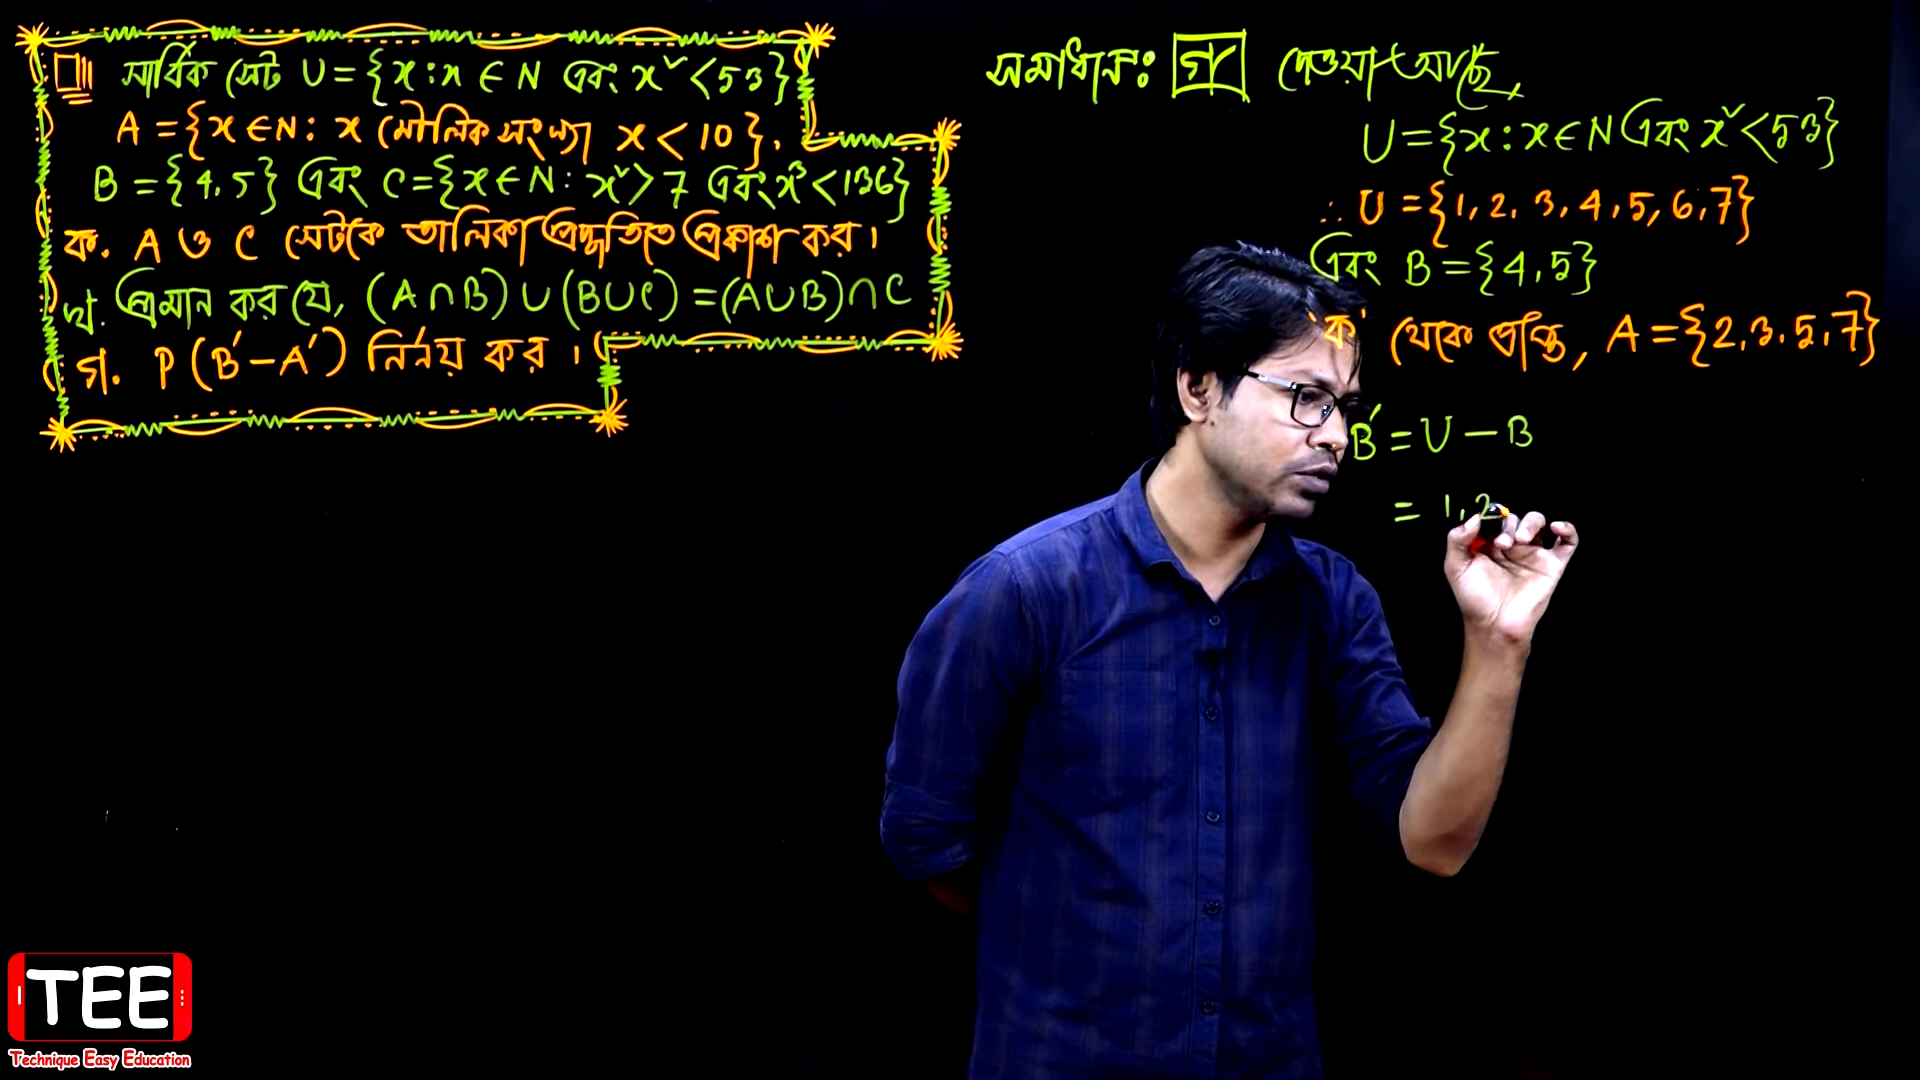 সার্বিক সেট U = {x : x ∈ N এবং x² < 53}
A = {x ∈ N : x মৌলিক সংখ্যা x < 10},
B = {4, 5} এবং C = {x ∈ N : x² > 7 এবং x³ < 136}
ক. A ও C সেটকে তালিকা পদ্ধতিতে প্রকাশ কর।
খ. প্রমান কর যে, (A ∩ B) ∪ (B ∪ C) = (A ∪ B) ∩ C
গ. P (B′ – A′) নির্নয় কর।
সমাধানঃ গ দেওয়া আছে,
U = {x : x ∈ N এবং x² < 53}
∴ U = {1, 2, 3, 4, 5, 6, 7}
এবং B = {4, 5}
'ক' থেকে প্রাপ্ত, A = {2, 3, 5, 7}
B′ = U – B
= 1, 2
TEE
Technique Easy Education